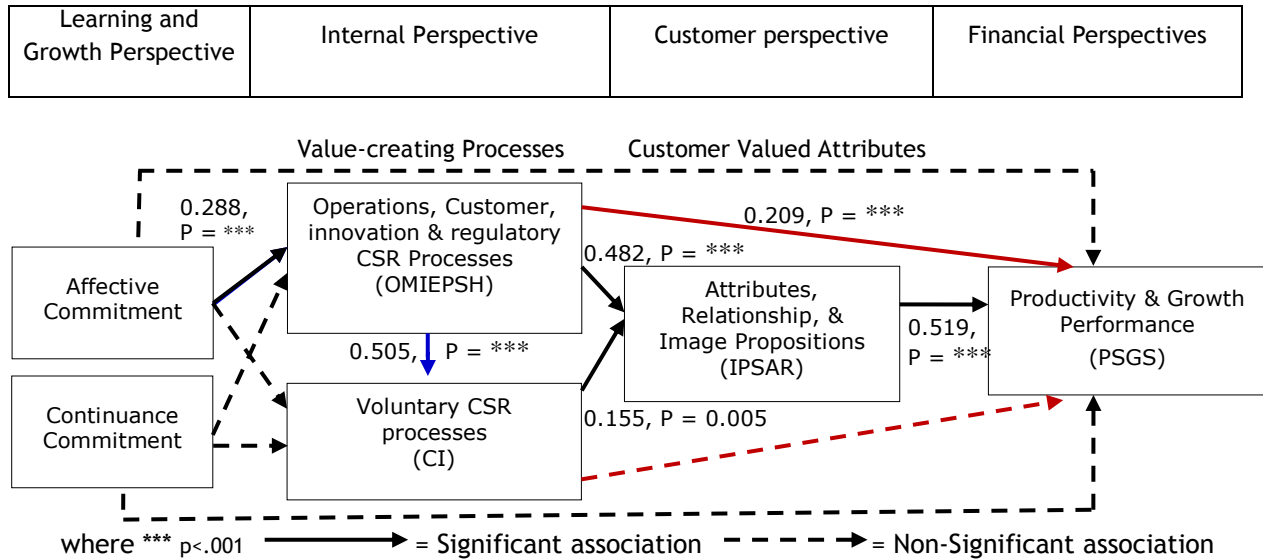 Learning and
Growth Perspective
Internal Perspective
Customer perspective
Financial Perspectives
Value-creating Processes
Customer Valued Attributes
0.288,
P = ***
Operations, Customer,
innovation & regulatory
CSR Processes
(OMIEPSH)
0.209, P = ***
0.482, P = ***
Affective
Commitment
Attributes,
Relationship, &
Image Propositions
(IPSAR)
Productivity & Growth
Performance
(PSGS)
0.519,
P = ***
0.505, P = ***
Continuance
Commitment
Voluntary CSR
processes
(CI)
0.155, P = 0.005
where *** p<.001 = Significant association = Non-Significant association